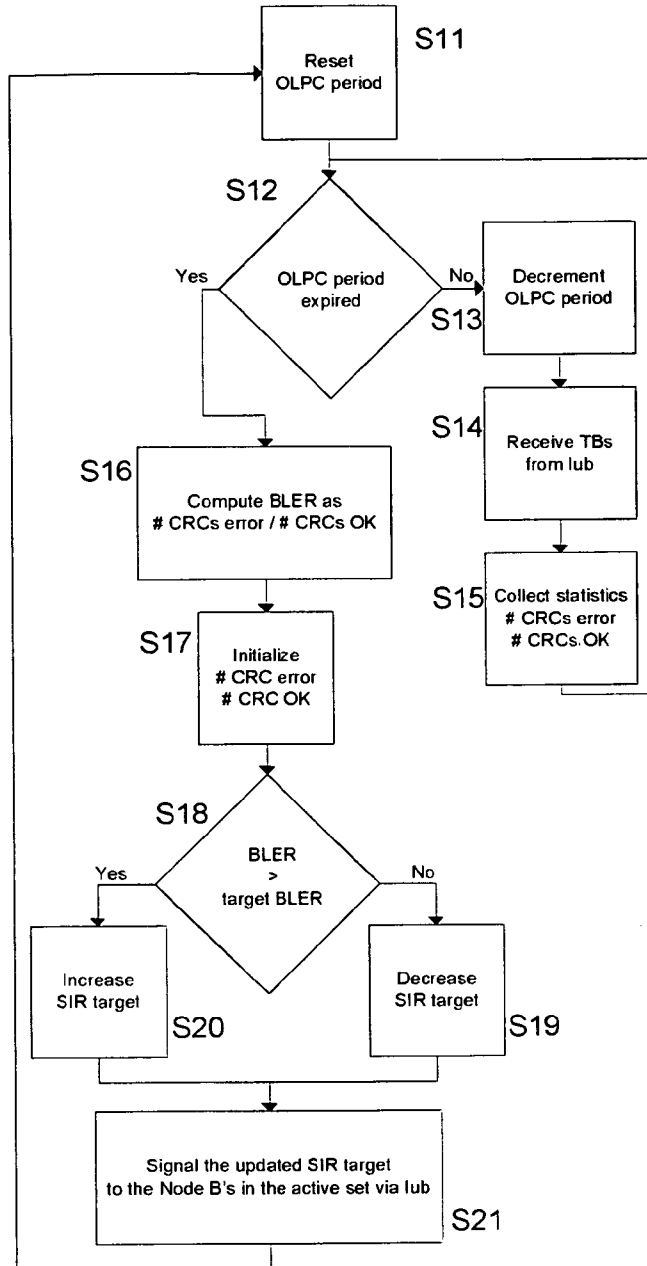 S11
Reset
OLPC period
S12
Yes
OLPC period
expired
No
S13
Decrement
OLPC period
S14
Receive TBs
from lub
S16
Compute BLER as
# CRCs error / # CRCs OK
S15
Collect statistics
# CRCs error
# CRCs. OK
S17
Initialize
# CRC error
# CRC OK
S18
Yes
BLER
>
target BLER
No
Increase
SIR target
S20
Decrease
SIR target
S19
Signal the updated SIR target
to the Node B's in the active set via lub
S21